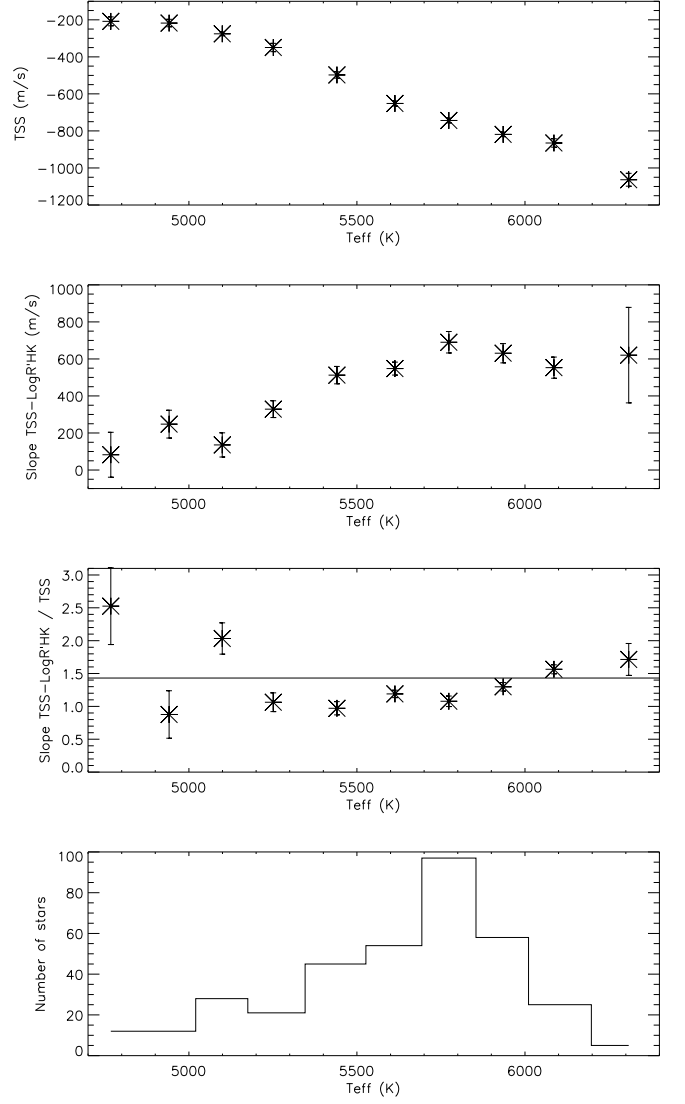 −200
−400
−600
−800
−1000
−1200
TSS (m/s)
5000 5500 6000
Teff (K)
1000
800
600
400
200
0
Slope TSS−LogR'HK (m/s)
5000 5500 6000
Teff (K)
3.0
2.5
2.0
1.5
1.0
0.5
0.0
Slope TSS−LogR'HK / TSS
5000 5500 6000
Teff (K)
100
80
60
40
20
0
Number of stars
5000 5500 6000
Teff (K)